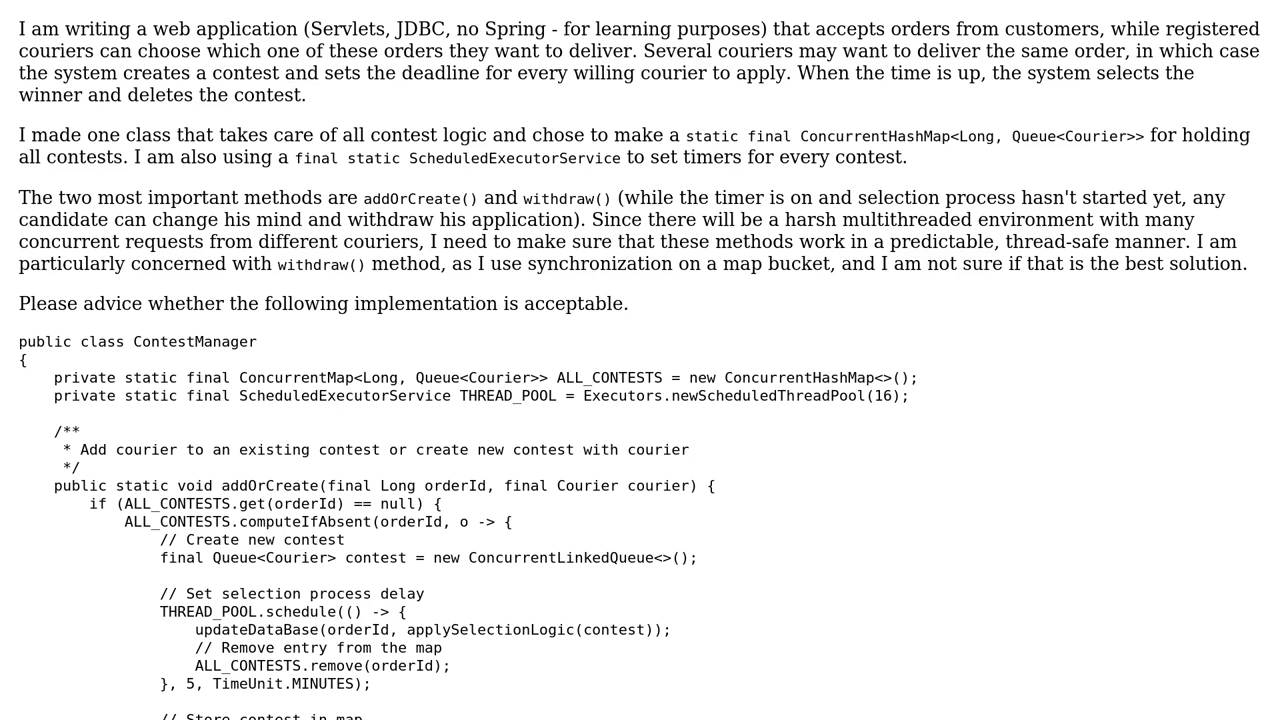 I am writing a web application (Servlets, JDBC, no Spring - for learning purposes) that accepts orders from customers, while registered
couriers can choose which one of these orders they want to deliver. Several couriers may want to deliver the same order, in which case
the system creates a contest and sets the deadline for every willing courier to apply. When the time is up, the system selects the
winner and deletes the contest.
I made one class that takes care of all contest logic and chose to make a static final ConcurrentHashMap<Long, Queue<Courier>> for holding
all contests. I am also using a final static ScheduledExecutorService to set timers for every contest.
The two most important methods are addOrCreate() and withdraw() (while the timer is on and selection process hasn't started yet, any
candidate can change his mind and withdraw his application). Since there will be a harsh multithreaded environment with many
concurrent requests from different couriers, I need to make sure that these methods work in a predictable, thread-safe manner. I am
particularly concerned with withdraw() method, as I use synchronization on a map bucket, and I am not sure if that is the best solution.
Please advice whether the following implementation is acceptable.
public class ContestManager
{
    private static final ConcurrentMap<Long, Queue<Courier>> ALL_CONTESTS = new ConcurrentHashMap<>();
    private static final ScheduledExecutorService THREAD_POOL = Executors.newScheduledThreadPool(16);
    /**
     * Add courier to an existing contest or create new contest with courier
     */
    public static void addOrCreate(final Long orderId, final Courier courier) {
        if (ALL_CONTESTS.get(orderId) == null) {
            ALL_CONTESTS.computeIfAbsent(orderId, o -> {
                // Create new contest
                final Queue<Courier> contest = new ConcurrentLinkedQueue<>();
                // Set selection process delay
                THREAD_POOL.schedule(() -> {
                    updateDataBase(orderId, applySelectionLogic(contest));
                    // Remove entry from the map
                    ALL_CONTESTS.remove(orderId);
                }, 5, TimeUnit.MINUTES);
                // Store contest in map